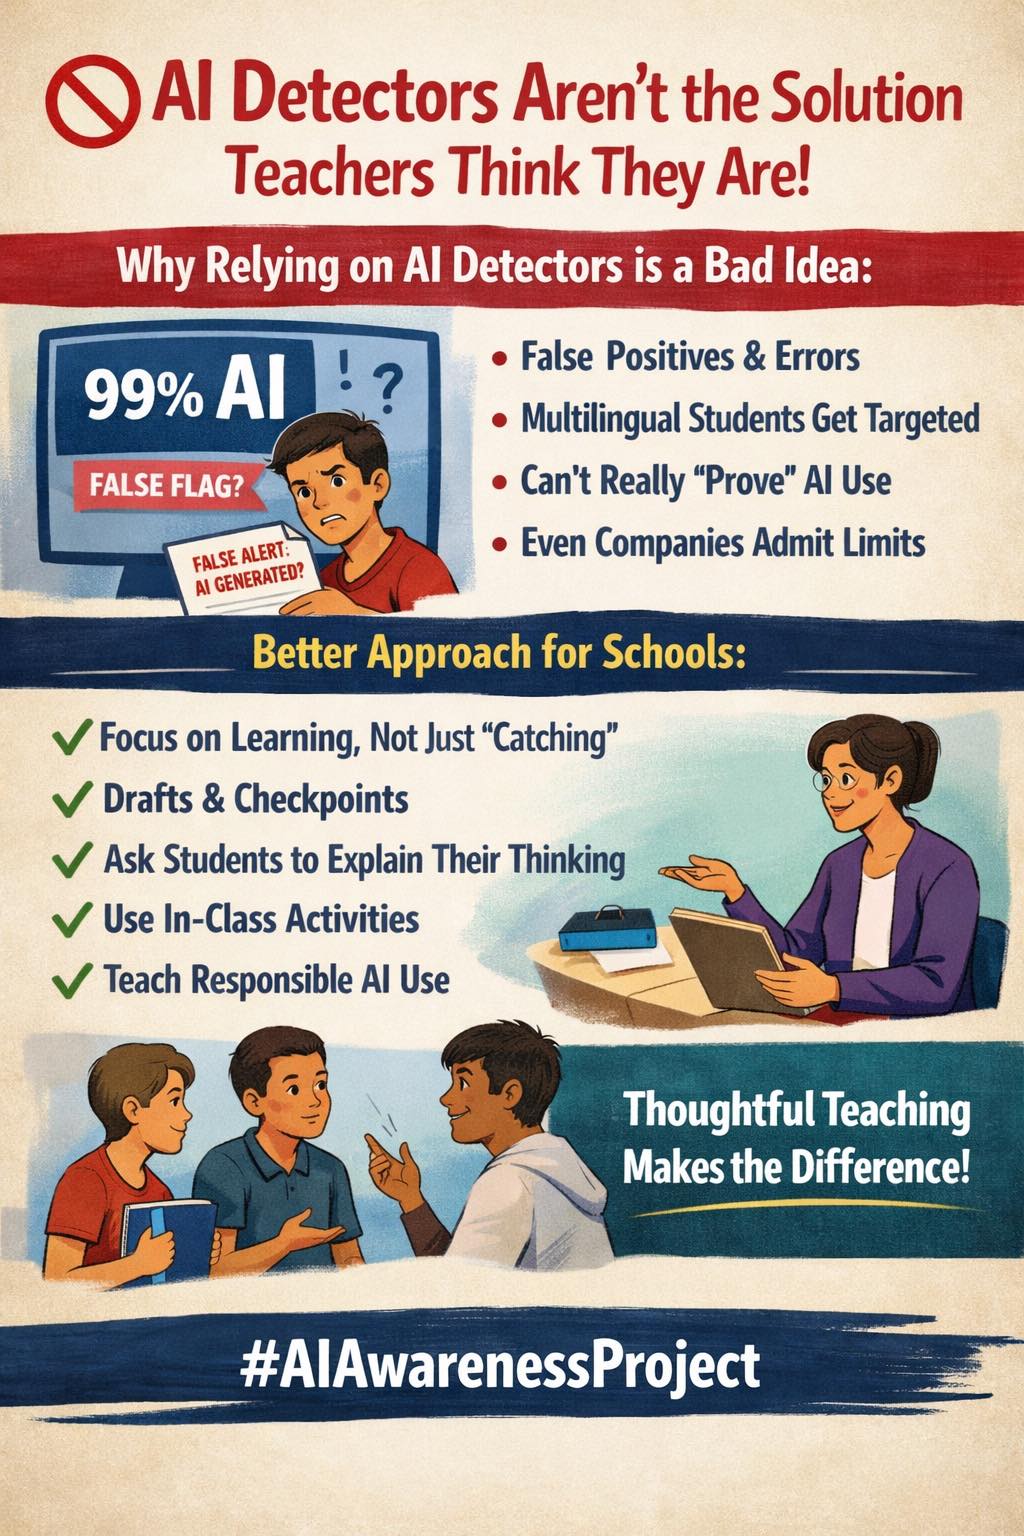 AI Detectors Aren't the Solution
Teachers Think They Are!
Why Relying on AI Detectors is a Bad Idea:
99% AI
! ?
FALSE FLAG?
FALSE ALERT:
AI GENERATED?
• False Positives & Errors
• Multilingual Students Get Targeted
• Can't Really “Prove” AI Use
• Even Companies Admit Limits
Better Approach for Schools:
✓ Focus on Learning, Not Just “Catching”
✓ Drafts & Checkpoints
✓ Ask Students to Explain Their Thinking
✓ Use In-Class Activities
✓ Teach Responsible AI Use
Thoughtful Teaching
Makes the Difference!
#AIAwarenessProject